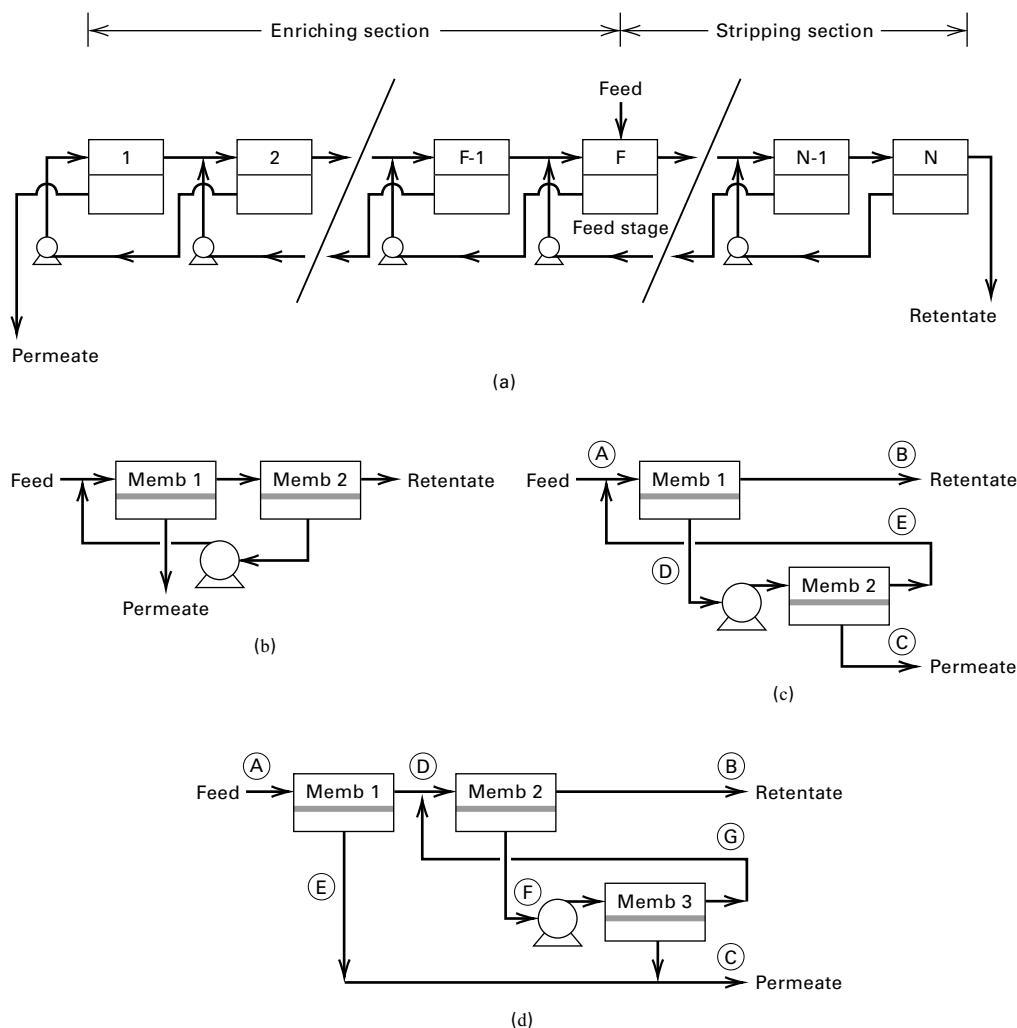 Enriching section
Stripping section
Feed
1
2
F-1
F
N-1
N
Feed stage
Permeate
Retentate
(a)
Feed
Memb 1
Memb 2
Retentate
Permeate
(b)
A
B
Feed
Memb 1
Retentate
E
D
Memb 2
C
Permeate
(c)
A
D
B
Feed
Memb 1
Memb 2
Retentate
G
E
F
Memb 3
C
Permeate
(d)